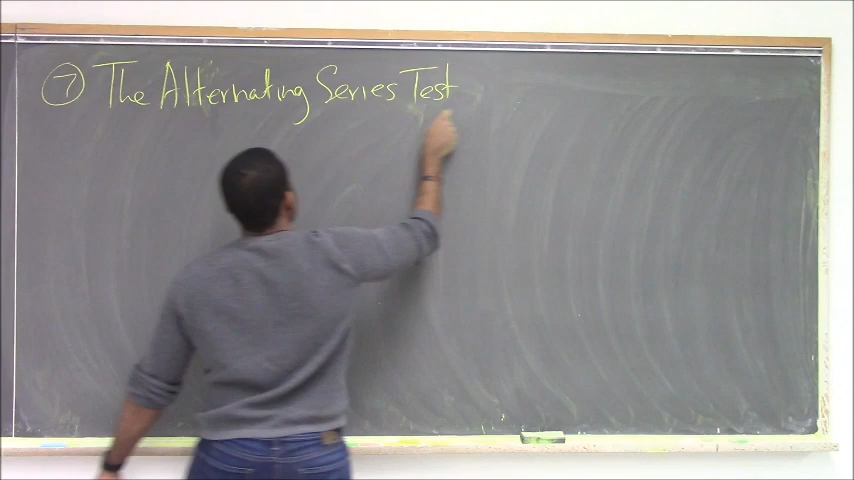 ⑦ The Alternating Series Test